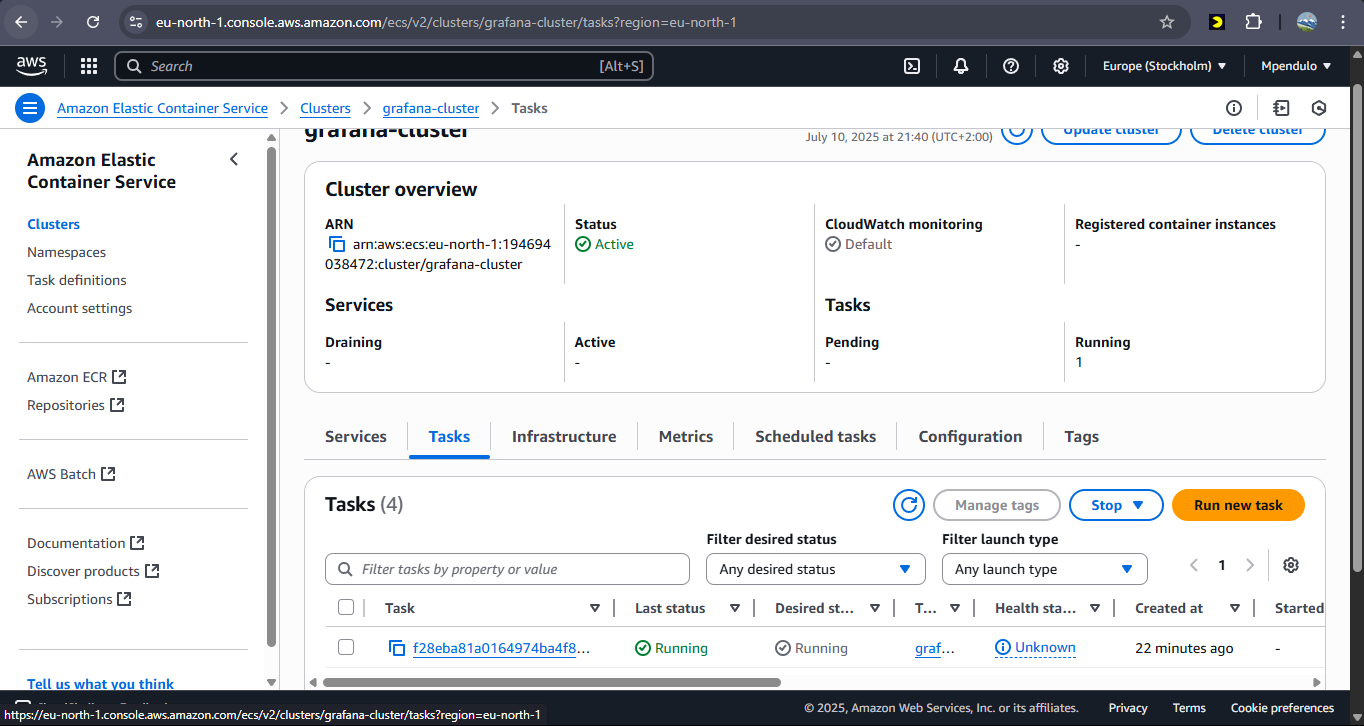 eu-north-1.console.aws.amazon.com/ecs/v2/clusters/grafana-cluster/tasks?region=eu-north-1
aws
Search
[Alt+S]
Europe (Stockholm)
Mpendulo
Amazon Elastic Container Service
Clusters
grafana-cluster
Tasks
Amazon Elastic
Container Service
Clusters
Namespaces
Task definitions
Account settings
Amazon ECR
Repositories
AWS Batch
Documentation
Discover products
Subscriptions
Tell us what you think
grafana-cluster
July 10, 2025 at 21:40 (UTC+2:00)
Update cluster
Delete cluster
Cluster overview
ARN
arn:aws:ecs:eu-north-1:194694
038472:cluster/grafana-cluster
Status
Active
CloudWatch monitoring
Default
Registered container instances
-
Services
Tasks
Draining
-
Active
-
Pending
-
Running
1
Services
Tasks
Infrastructure
Metrics
Scheduled tasks
Configuration
Tags
Tasks (4)
Manage tags
Stop
Run new task
Filter desired status
Filter launch type
Filter tasks by property or value
Any desired status
Any launch type
1
Task
Last status
Desired st...
T...
Health sta...
Created at
Started
f28eba81a0164974ba4f8...
Running
Running
graf...
Unknown
22 minutes ago
-
https://eu-north-1.console.aws.amazon.com/ecs/v2/clusters/grafana-cluster/tasks?region=eu-north-1
© 2025, Amazon Web Services, Inc. or its affiliates.
Privacy
Terms
Cookie preferences